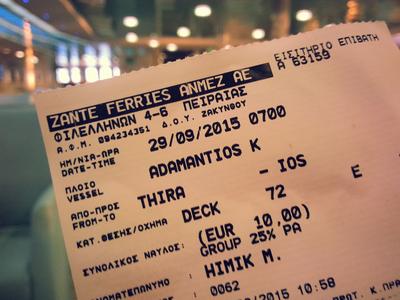 ZANTE FERRIES ΑΝΜΕΖ ΑΕ
ΕΙΣΙΤΗΡΙΟ ΕΠΙΒΑΤΗ
ΦΙΛΕΛΛΗΝΩΝ 4-6 ΠΕΙΡΑΙΑΣ
A 63159
Α.Φ.Μ. 094234351 Δ.Ο.Υ. ΖΑΚΥΝΘΟΥ
ΗΜ/ΝΙΑ-ΩΡΑ
DATE-TIME
29/09/2015 0700
ΠΛΟΙΟ
VESSEL
ADAMANTIOS K
ΑΠΟ-ΠΡΟΣ
FROM-TO
THIRA - IOS
ΚΑΤ.ΘΕΣΗΣ/ΟΧΗΜΑ DECK 72 E
ΣΥΝΟΛΙΚΟΣ ΝΑΥΛΟΣ: (EUR 10,00)
GROUP 25% PA
HIMIK M.
0062
10:58